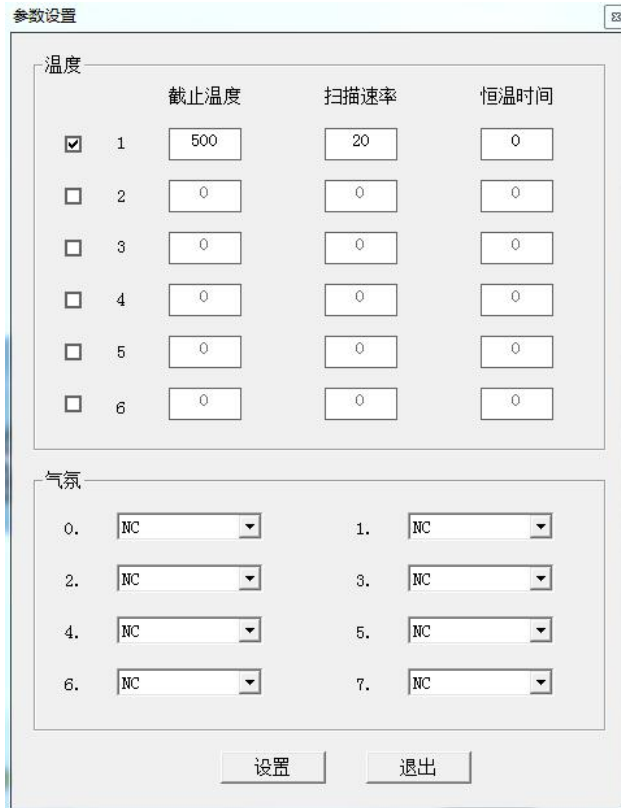 参数设置
温度
截止温度 扫描速率 恒温时间
1 500 20 0
2 0 0 0
3 0 0 0
4 0 0 0
5 0 0 0
6 0 0 0
气氛
0. NC 1. NC
2. NC 3. NC
4. NC 5. NC
6. NC 7. NC
设置 退出